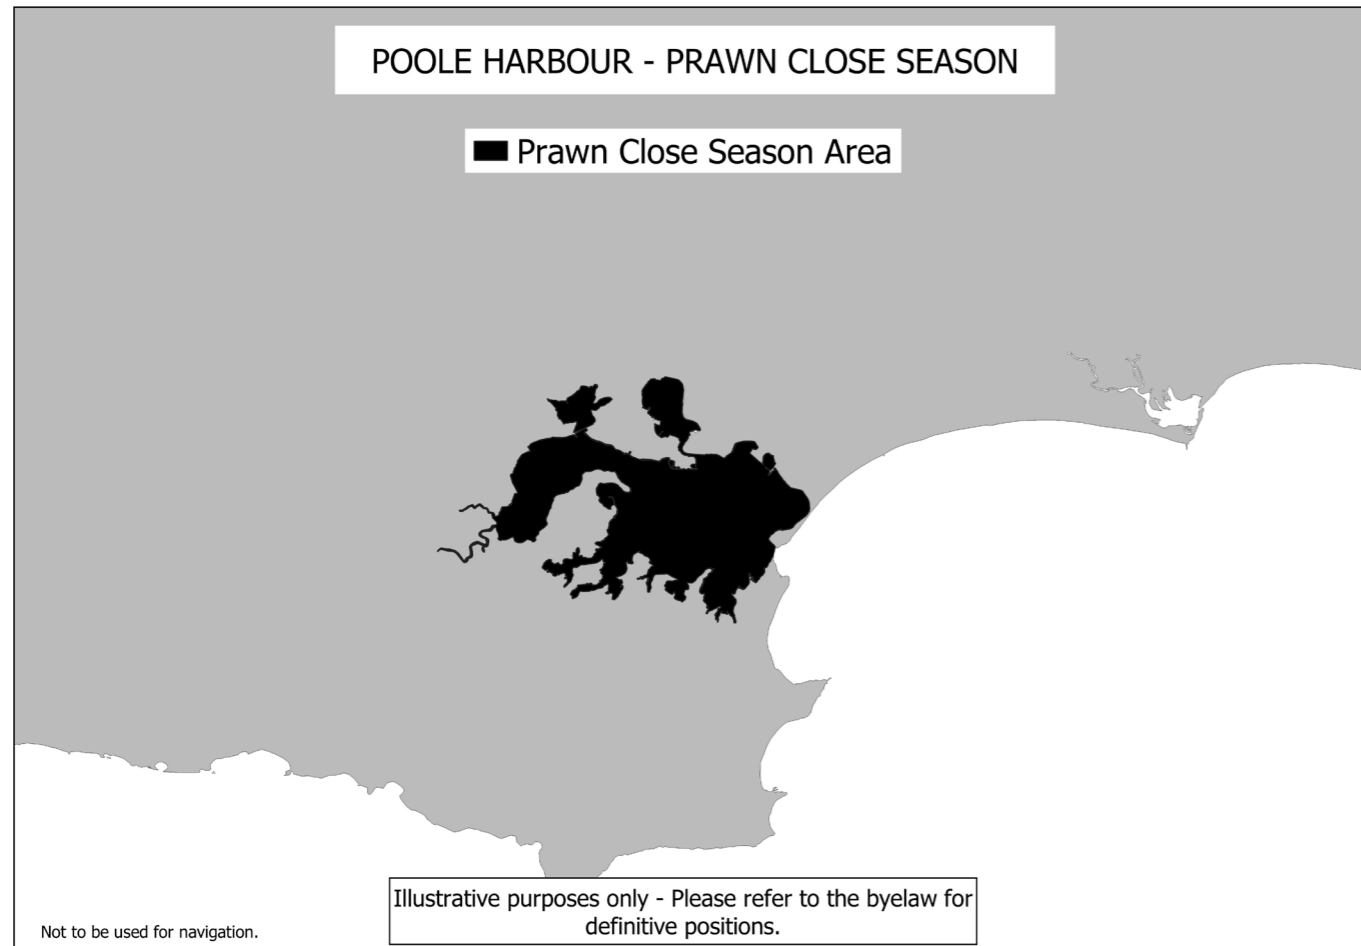 POOLE HARBOUR - PRAWN CLOSE SEASON
Prawn Close Season Area
Illustrative purposes only - Please refer to the byelaw for
definitive positions.
Not to be used for navigation.